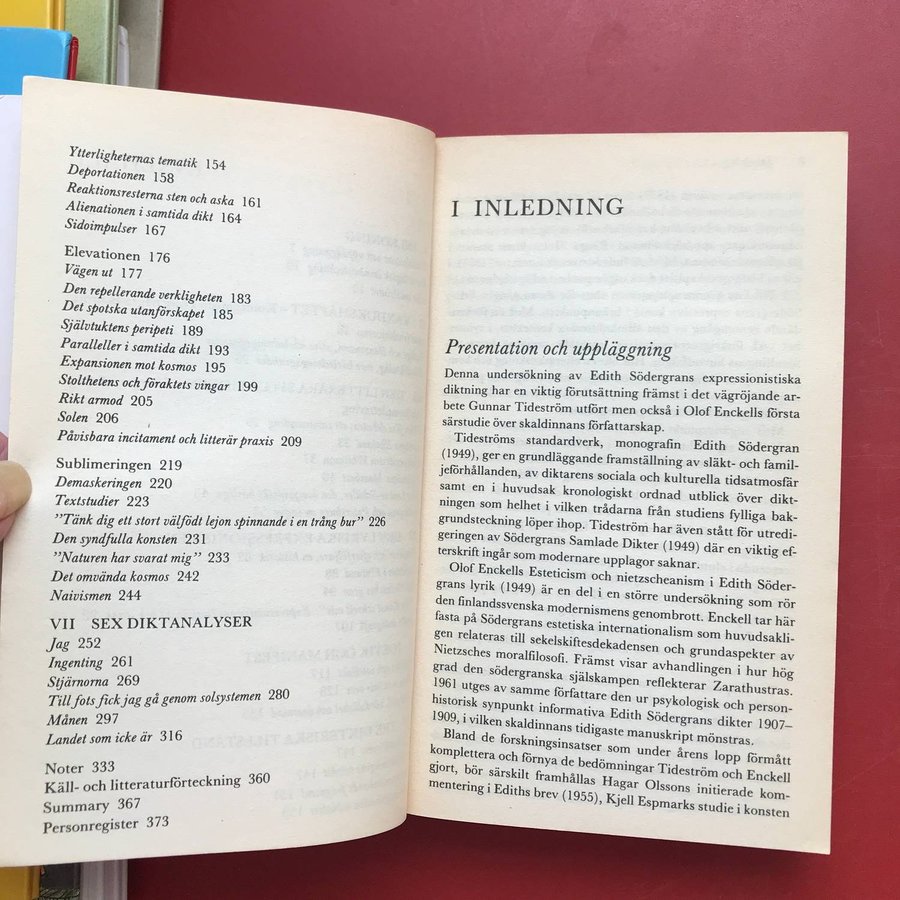 Ytterligheternas tematik 154
Deportationen 158
Reaktionsresterna sten och aska 161
Alienationen i samtida dikt 164
Sidoimpulser 167
Elevationen 176
Vägen ut 177
Den repellerande verkligheten 183
Det spotska utanförskapet 185
Självtuktens peripeti 189
Paralleller i samtida dikt 193
Expansionen mot kosmos 195
Stolthetens och föraktets vingar 199
Rikt armod 205
Solen 206
Påvisbara incitament och litterär praxis 209
Sublimeringen 219
Demaskeringen 220
Textstudier 223
"Tänk dig ett stort välfödt lejon spinnande i en trång bur" 226
Den syndfulla konsten 231
"Naturen har svarat mig" 233
Det omvända kosmos 242
Naivismen 244
VII SEX DIKTANALYSER
Jag 252
Ingenting 261
Stjärnorna 269
Till fots fick jag gå genom solsystemen 280
Månen 297
Landet som icke är 316
Noter 333
Käll- och litteraturförteckning 360
Summary 367
Personregister 373
I INLEDNING
Presentation och uppläggning
Denna undersökning av Edith Södergrans expressionistiska
diktning har en viktig förutsättning främst i det vägröjande ar-
bete Gunnar Tideström utfört men också i Olof Enckells första
särstudie över skaldinnans författarskap.
Tideströms standardverk, monografin Edith Södergran
(1949), ger en grundläggande framställning av släkt- och famil-
jeförhållanden, av diktarens sociala och kulturella tidsatmosfär
samt en i huvudsak kronologiskt ordnad utblick över dikt-
ningen som helhet i vilken trådarna från studiens fylliga bak-
grundsteckning löper ihop. Tideström har även stått för utredi-
geringen av Södergrans Samlade Dikter (1949) där en viktig ef-
terskrift ingår som modernare upplagor saknar.
Olof Enckells Esteticism och nietzscheanism i Edith Söder-
grans lyrik (1949) är en del i en större undersökning som rör
den finlandssvenska modernismens genombrott. Enckell tar här
fasta på Södergrans estetiska internationalism som huvudsakli-
gen relateras till sekelskiftesdekadensen och grundaspekter av
Nietzsches moralfilosofi. Främst visar avhandlingen i hur hög
grad den södergranska själskampen reflekterar Zarathustras.
1961 utges av samme författare den ur psykologisk och person-
historisk synpunkt informativa Edith Södergrans dikter 1907–
1909, i vilken skaldinnans tidigaste manuskript mönstras.
Bland de forskningsinsatser som under årens lopp förmått
komplettera och förnya de bedömningar Tideström och Enckell
gjort, bör särskilt framhållas Hagar Olssons initierade kom-
mentering i Ediths brev (1955), Kjell Espmarks studie i konsten